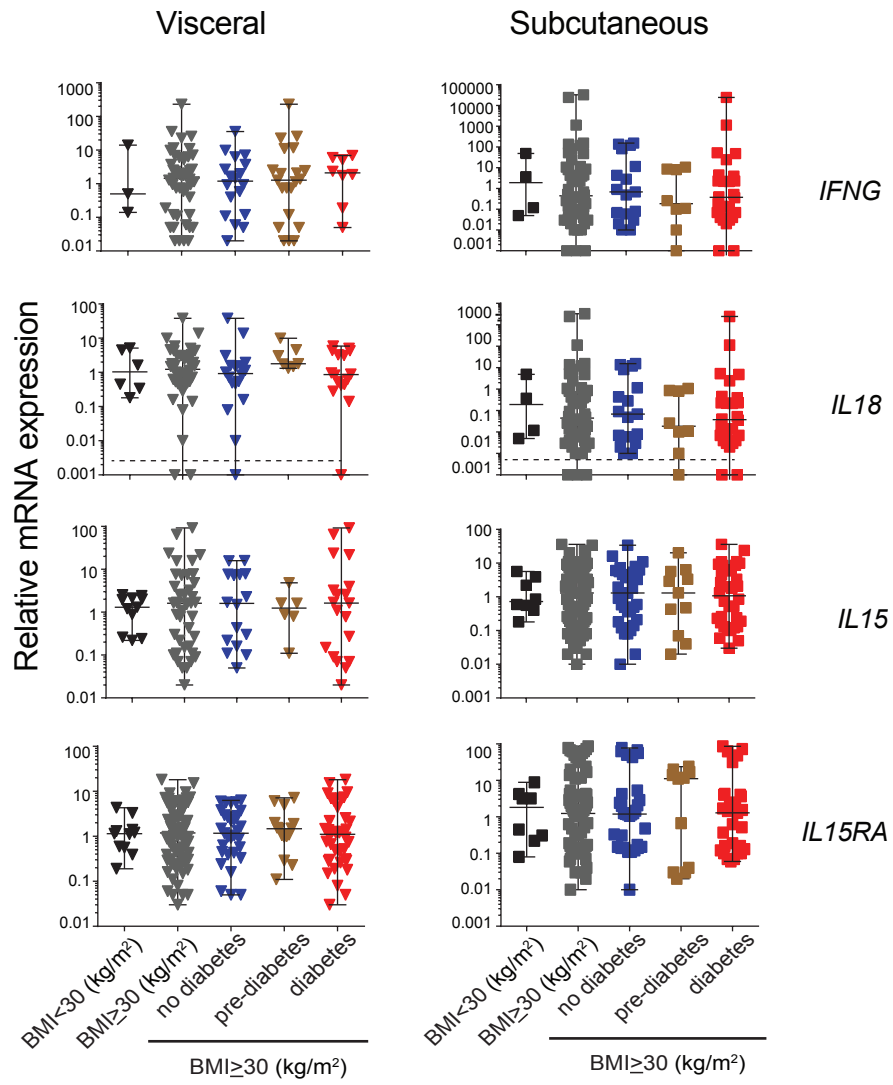 Visceral
Subcutaneous
Relative mRNA expression
1000
100
10
1
0.1
0.01
100000
10000
1000
100
10
1
0.1
0.01
0.001
IFNG
100
10
1
0.1
0.01
0.001
1000
100
10
1
0.1
0.01
0.001
IL18
100
10
1
0.1
0.01
100
10
1
0.1
0.01
0.001
IL15
100
10
1
0.1
0.01
100
10
1
0.1
0.01
0.001
IL15RA
BMI<30 (kg/m²)
BMI≥30 (kg/m²)
no diabetes
pre-diabetes
diabetes
BMI≥30 (kg/m²)
BMI<30 (kg/m²)
BMI≥30 (kg/m²)
no diabetes
pre-diabetes
diabetes
BMI≥30 (kg/m²)